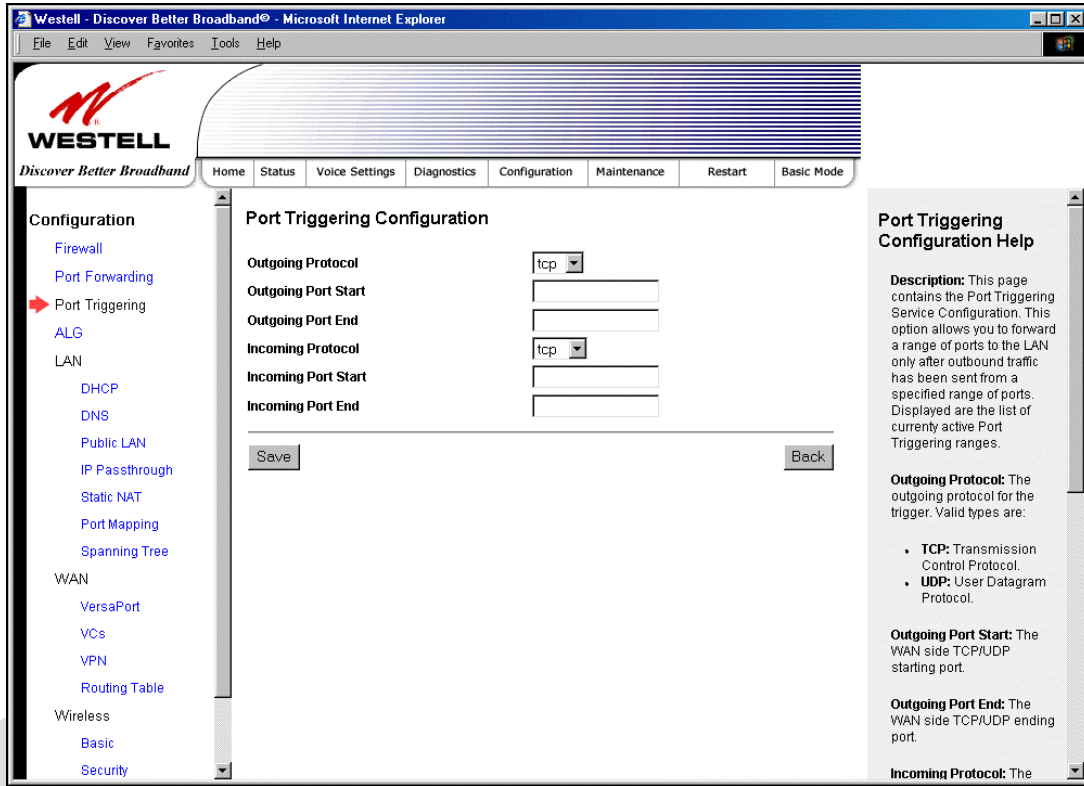 Westell - Discover Better Broadband® - Microsoft Internet Explorer
File Edit View Favorites Tools Help
WESTELL
Discover Better Broadband
Home Status Voice Settings Diagnostics Configuration Maintenance Restart Basic Mode
Configuration
Firewall
Port Forwarding
Port Triggering
ALG
LAN
DHCP
DNS
Public LAN
IP Passthrough
Static NAT
Port Mapping
Spanning Tree
WAN
VersaPort
VCs
VPN
Routing Table
Wireless
Basic
Security
Port Triggering Configuration
Outgoing Protocol tcp
Outgoing Port Start
Outgoing Port End
Incoming Protocol tcp
Incoming Port Start
Incoming Port End
Save Back
Port Triggering
Configuration Help
Description: This page
contains the Port Triggering
Service Configuration. This
option allows you to forward
a range of ports to the LAN
only after outbound traffic
has been sent from a
specified range of ports.
Displayed are the list of
currently active Port
Triggering ranges.
Outgoing Protocol: The
outgoing protocol for the
trigger. Valid types are:
• TCP: Transmission
Control Protocol.
• UDP: User Datagram
Protocol.
Outgoing Port Start: The
WAN side TCP/UDP
starting port.
Outgoing Port End: The
WAN side TCP/UDP ending
port.
Incoming Protocol: The